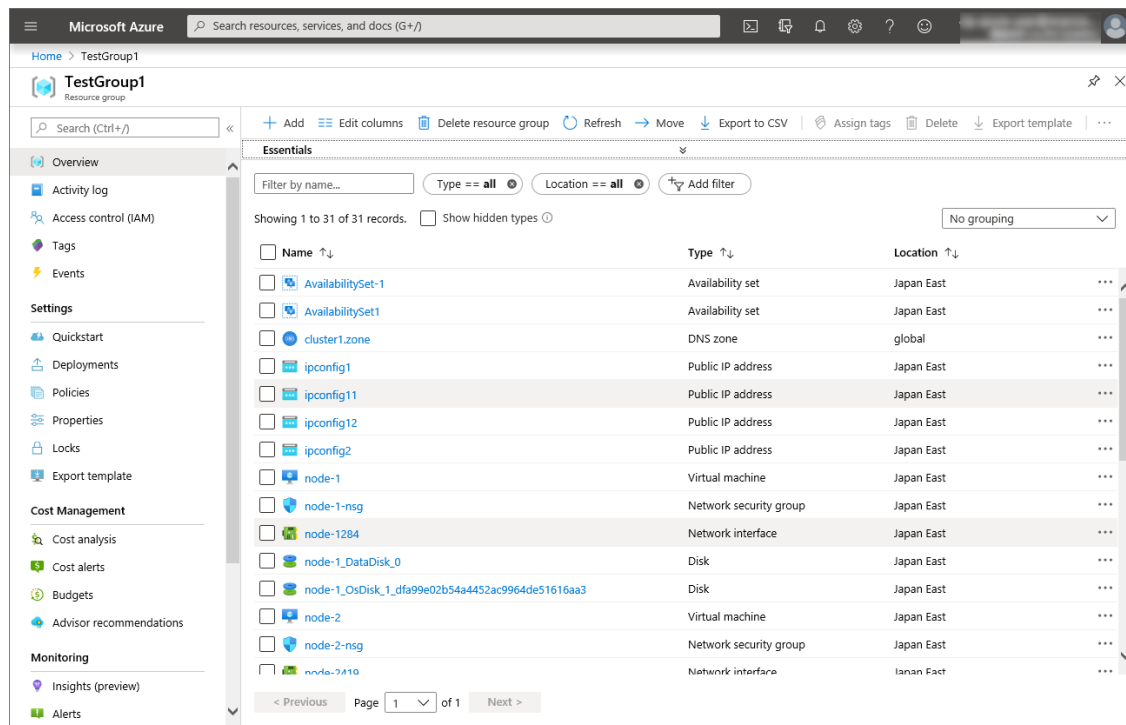 Microsoft Azure
Search resources, services, and docs (G+/)
Home > TestGroup1
TestGroup1
Resource group
Search (Ctrl+/)
Overview
Activity log
Access control (IAM)
Tags
Events
Settings
Quickstart
Deployments
Policies
Properties
Locks
Export template
Cost Management
Cost analysis
Cost alerts
Budgets
Advisor recommendations
Monitoring
Insights (preview)
Alerts
Add Edit columns Delete resource group Refresh Move Export to CSV Assign tags Delete Export template ...
Essentials
Filter by name... Type == all Location == all Add filter
Showing 1 to 31 of 31 records. Show hidden types No grouping
Name Type Location
AvailabilitySet-1 Availability set Japan East
AvailabilitySet1 Availability set Japan East
cluster1.zone DNS zone global
ipconfig1 Public IP address Japan East
ipconfig11 Public IP address Japan East
ipconfig12 Public IP address Japan East
ipconfig2 Public IP address Japan East
node-1 Virtual machine Japan East
node-1-nsg Network security group Japan East
node-1284 Network interface Japan East
node-1_DataDisk_0 Disk Japan East
node-1_OsDisk_1_dfa99e02b54a4452ac9964de51616aa3 Disk Japan East
node-2 Virtual machine Japan East
node-2-nsg Network security group Japan East
node-2419 Network interface Japan East
< Previous Page 1 of 1 Next >